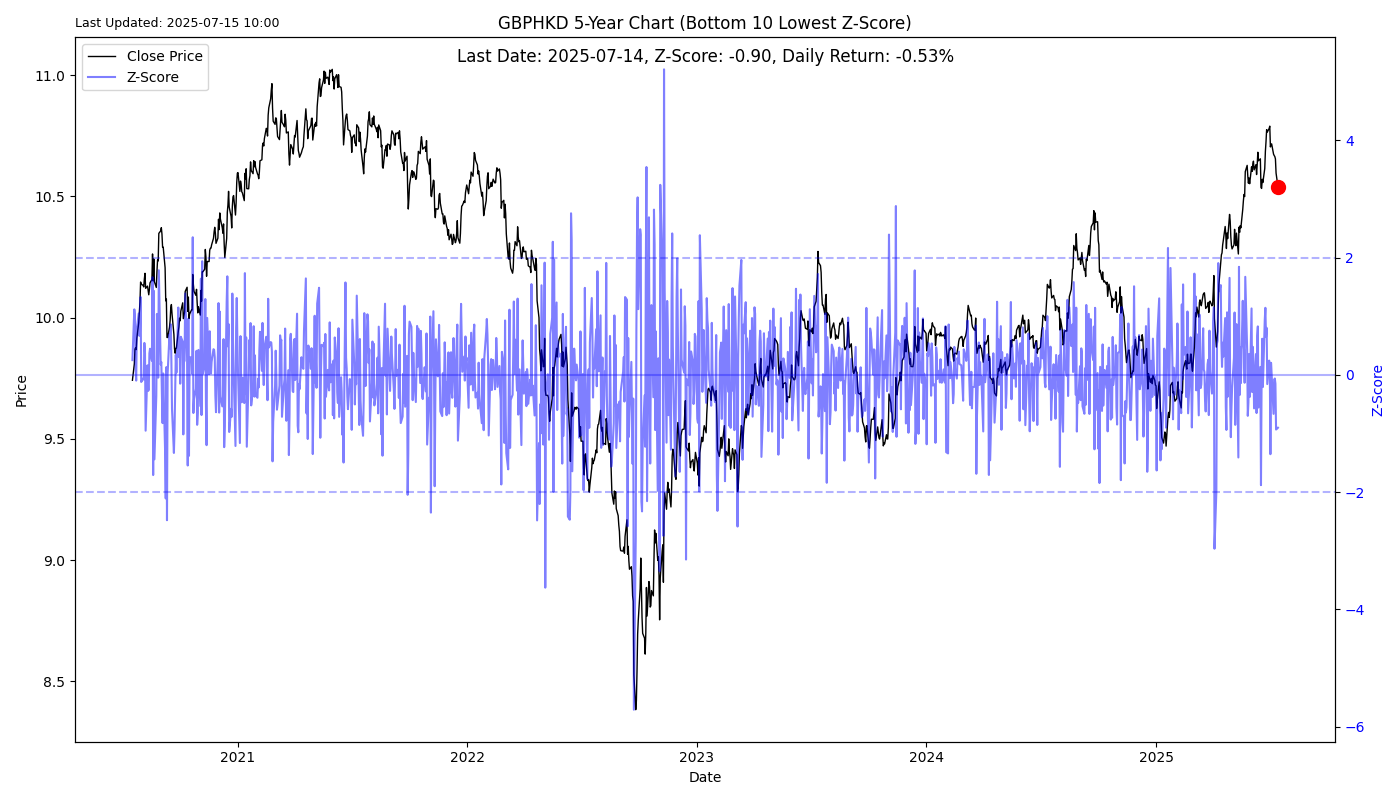 Last Updated: 2025-07-15 10:00
GBPHKD 5-Year Chart (Bottom 10 Lowest Z-Score)
Last Date: 2025-07-14, Z-Score: -0.90, Daily Return: -0.53%
Close Price
Z-Score
11.0
10.5
10.0
9.5
9.0
8.5
Price
4
2
0
−2
−4
−6
Z-Score
2021
2022
2023
2024
2025
Date